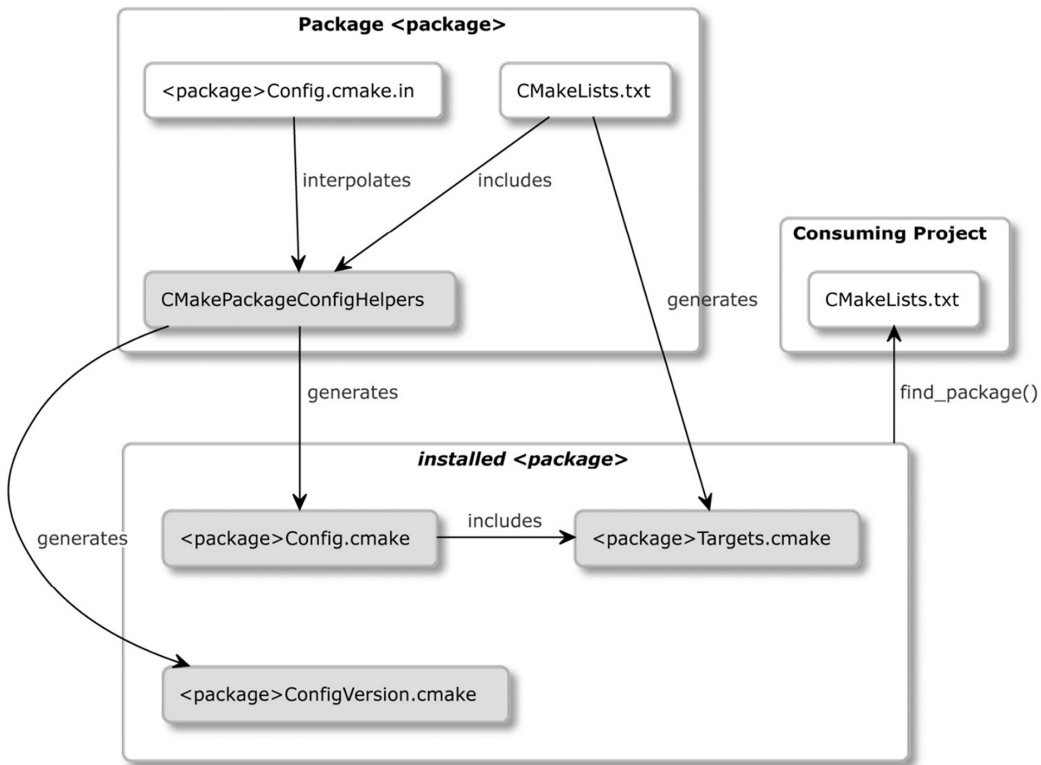 Package <package>
<package>Config.cmake.in
CMakeLists.txt
interpolates
includes
CMakePackageConfigHelpers
generates
Consuming Project
CMakeLists.txt
generates
find_package()
installed <package>
<package>Config.cmake
includes
<package>Targets.cmake
generates
<package>ConfigVersion.cmake